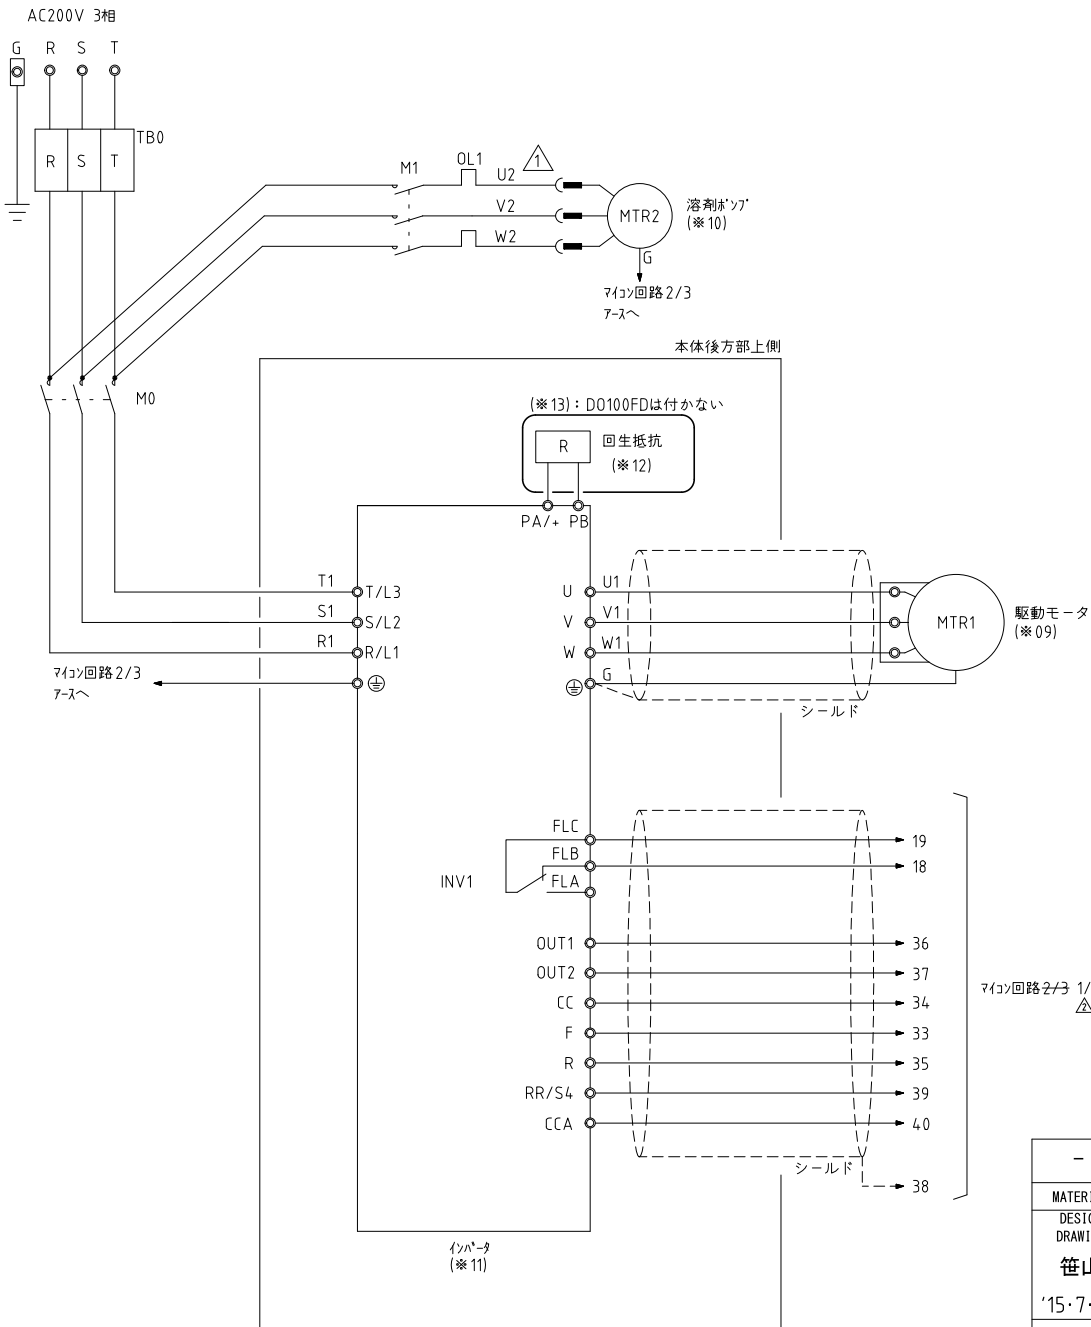 AC200V 3相
G R S T
TB0
R S T
M1 OL1 U2 1
V2
W2
MTR2
溶剤ﾎﾟﾝﾌﾟ
(※10)
G
ﾏｲｺﾝ回路2/3
ｱｰｽへ
本体後方部上側
M0
(※13):DO100FDは付かない
R
回生抵抗
(※12)
PA/+ PB
T1 T/L3
S1 S/L2
R1 R/L1
ﾏｲｺﾝ回路2/3
ｱｰｽへ
U U1
V V1
W W1
G
MTR1
駆動モータ
(※09)
シールド
INV1
FLC 19
FLB 18
FLA
OUT1 36
OUT2 37
CC 34
F 33
R 35
RR/S4 39
CCA 40
シールド
38
ﾏｲｺﾝ回路2/3 1/
2
ｲﾝﾊﾞｰﾀ
(※11)
－
MATERI
DESIG
DRAWI
笹山
'15・7・